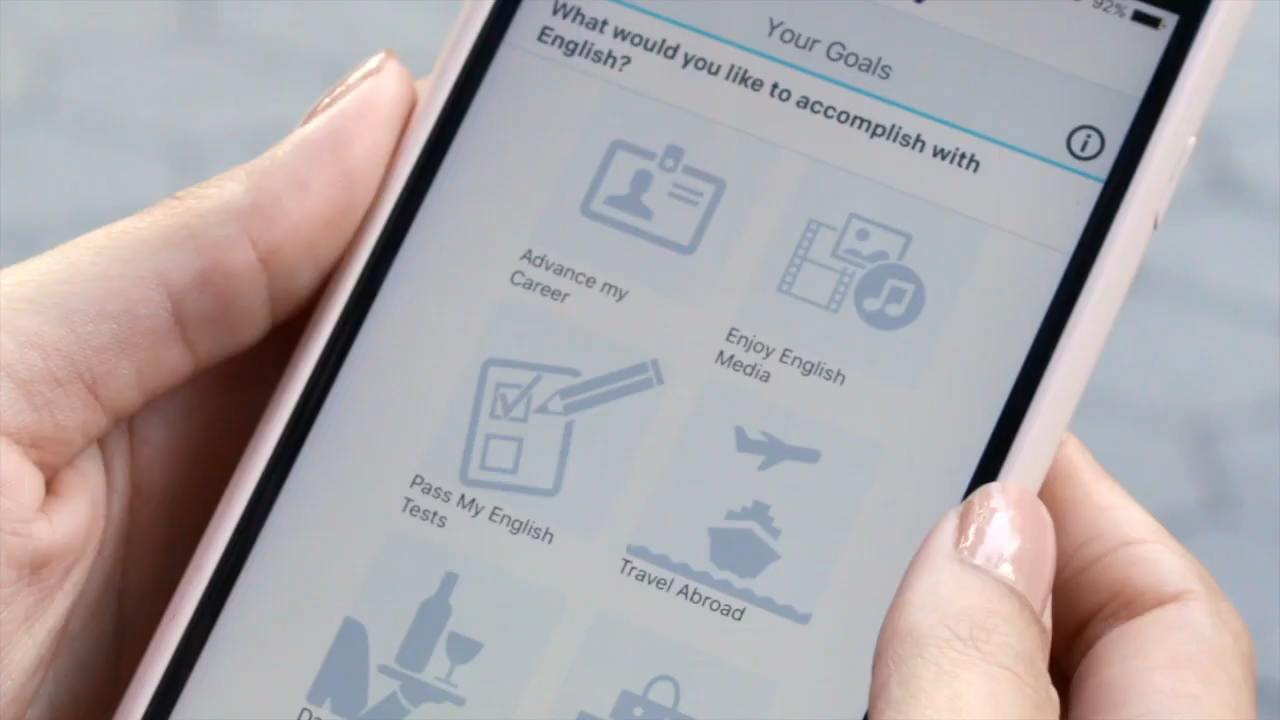 92%
Your Goals
What would you like to accomplish with
English?
Advance my
Career
Enjoy English
Media
Pass My English
Tests
Travel Abroad